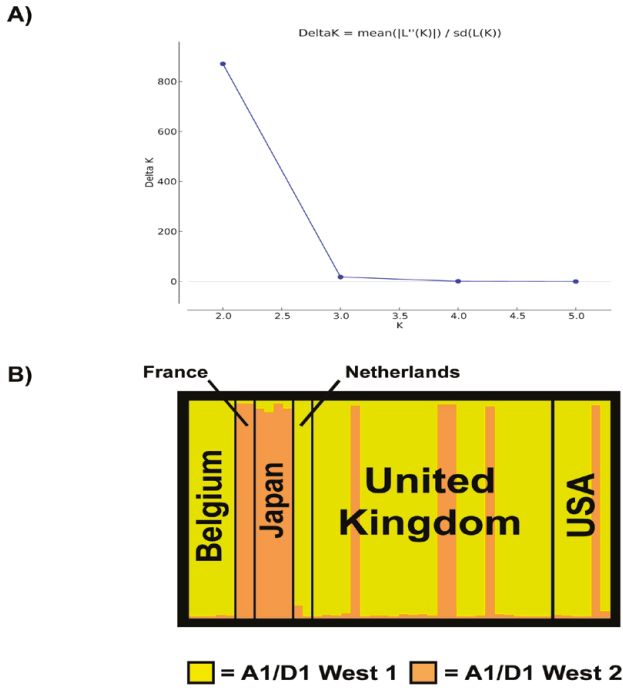 A)
DeltaK = mean(|L''(K)|) / sd(L(K))
800
600
400
200
0
Delta K
2.0 2.5 3.0 3.5 4.0 4.5 5.0
K
B)
France Netherlands
Belgium
Japan
United
Kingdom
USA
= A1/D1 West 1 = A1/D1 West 2